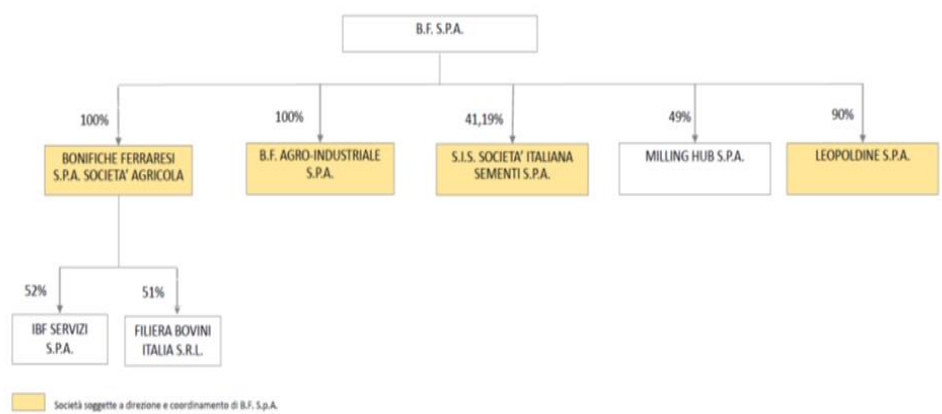 B.F. S.P.A.
100%
100%
41,19%
49%
90%
BONIFICHE FERRARESI
S.P.A. SOCIETA' AGRICOLA
B.F. AGRO-INDUSTRIALE
S.P.A.
S.I.S. SOCIETA' ITALIANA
SEMENTI S.P.A.
MILLING HUB S.P.A.
LEOPOLDINE S.P.A.
52%
51%
IBF SERVIZI
S.P.A.
FILIERA BOVINI
ITALIA S.R.L.
Società soggette a direzione e coordinamento di B.F. S.p.A.